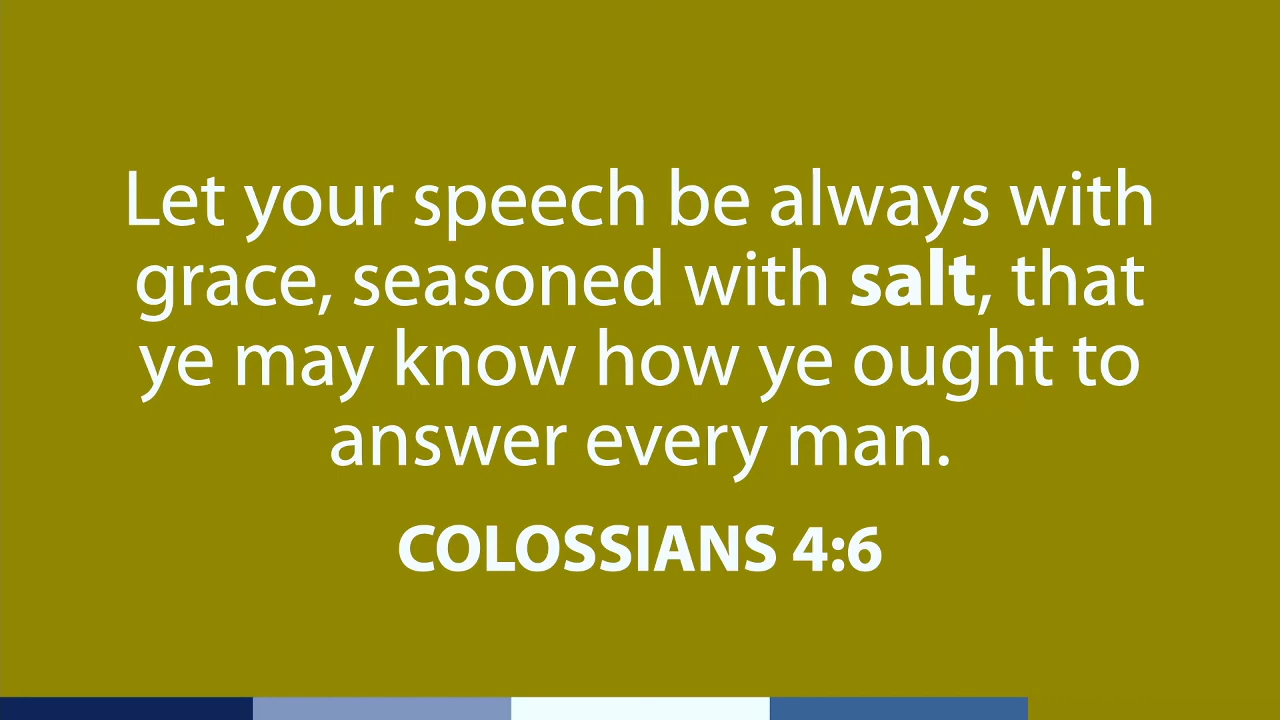 Let your speech be always with
grace, seasoned with salt, that
ye may know how ye ought to
answer every man.
COLOSSIANS 4:6